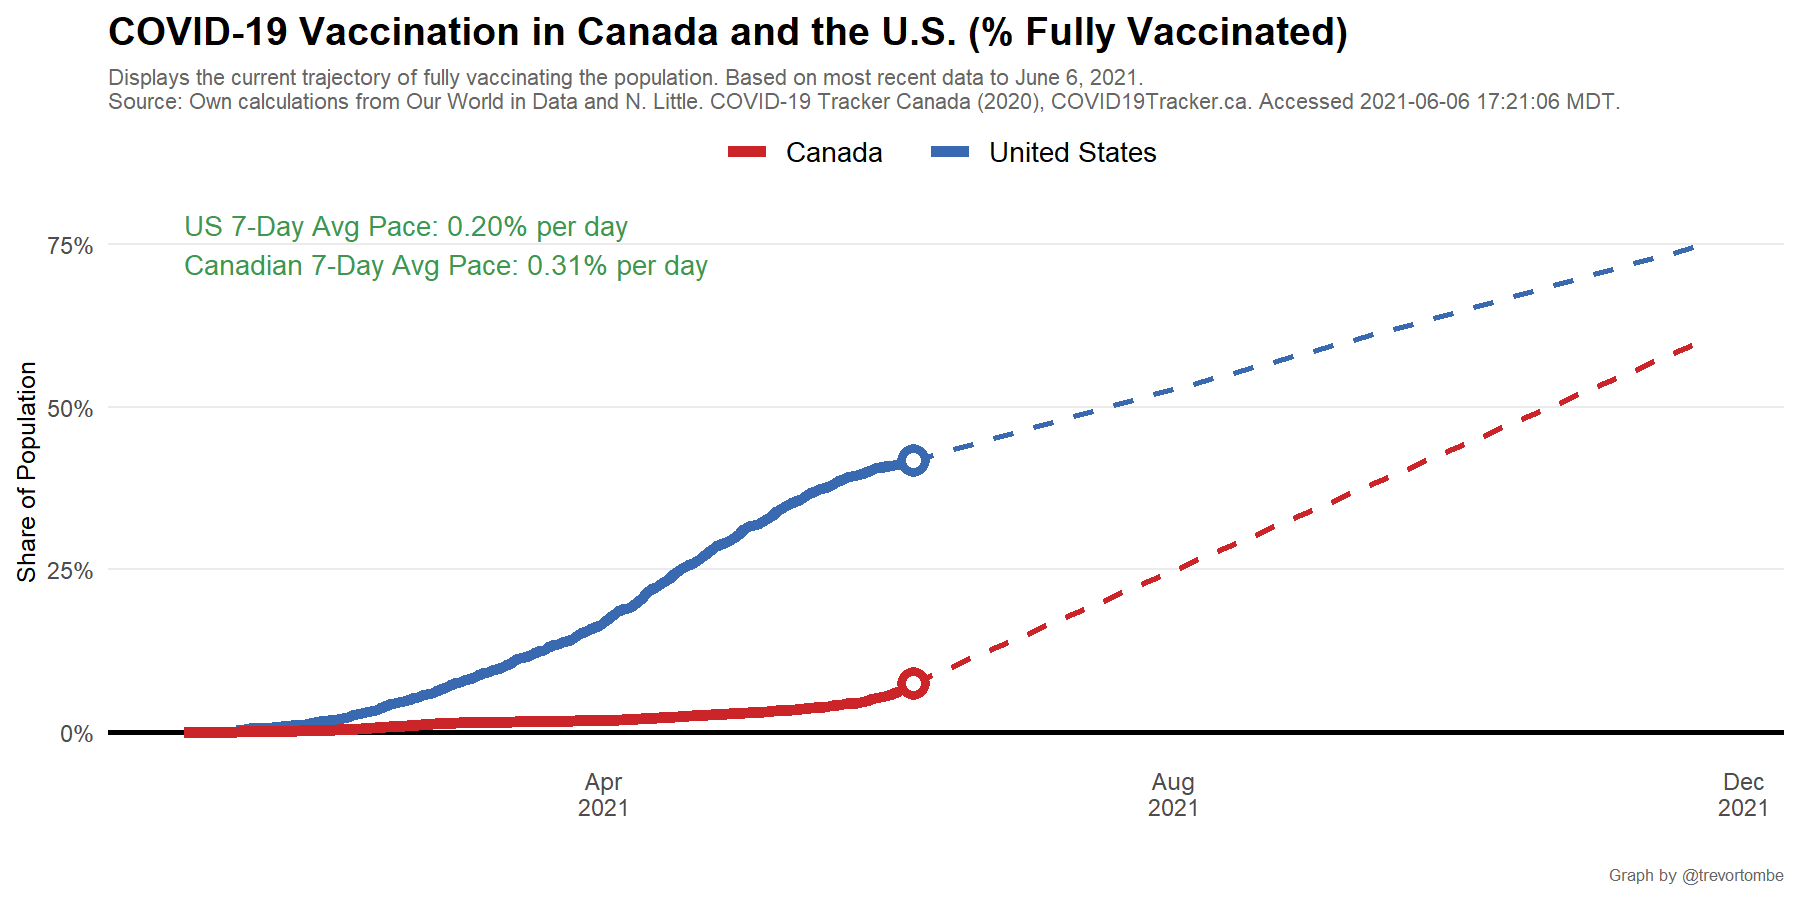 COVID-19 Vaccination in Canada and the U.S. (% Fully Vaccinated)
Displays the current trajectory of fully vaccinating the population. Based on most recent data to June 6, 2021.
Source: Own calculations from Our World in Data and N. Little. COVID-19 Tracker Canada (2020), COVID19Tracker.ca. Accessed 2021-06-06 17:21:06 MDT.
Canada
United States
US 7-Day Avg Pace: 0.20% per day
Canadian 7-Day Avg Pace: 0.31% per day
Share of Population
75%
50%
25%
0%
Apr
2021
Aug
2021
Dec
2021
Graph by @trevortombe